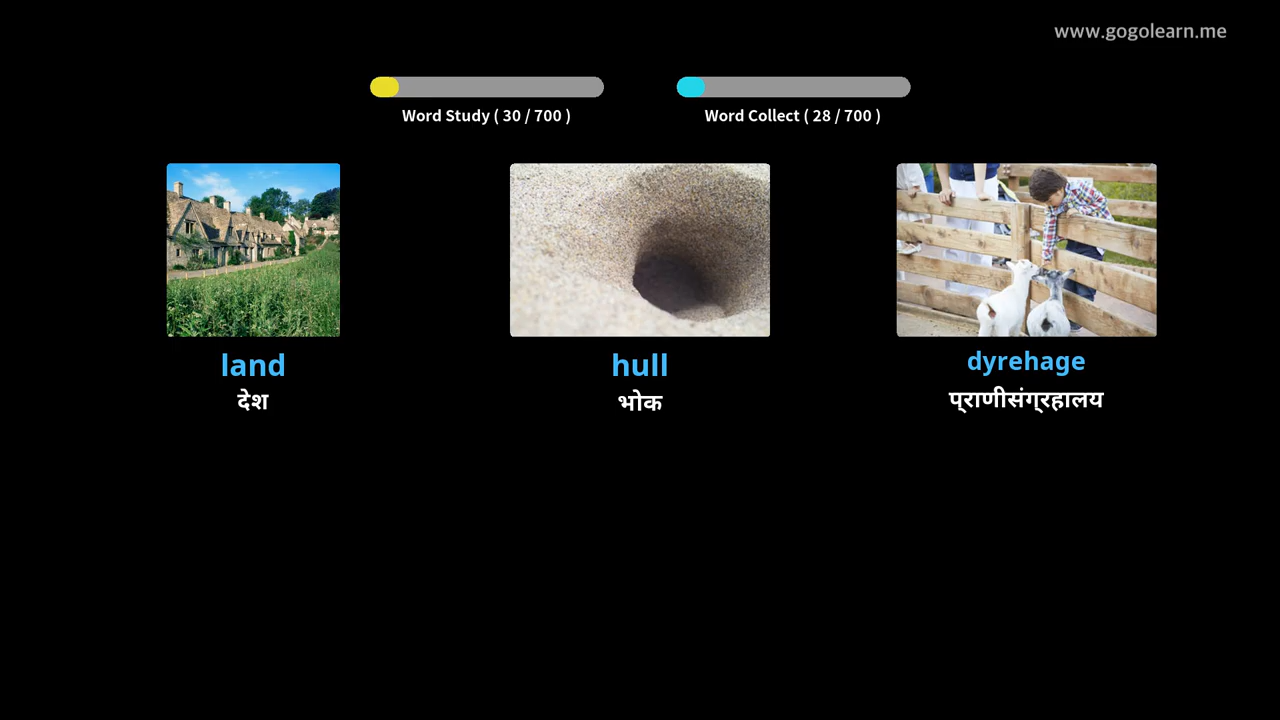 www.gogolearn.me
Word Study ( 30 / 700 )
Word Collect ( 28 / 700 )
land
hull
dyrehage
देश
भोक
प्राणीसंग्रहालय